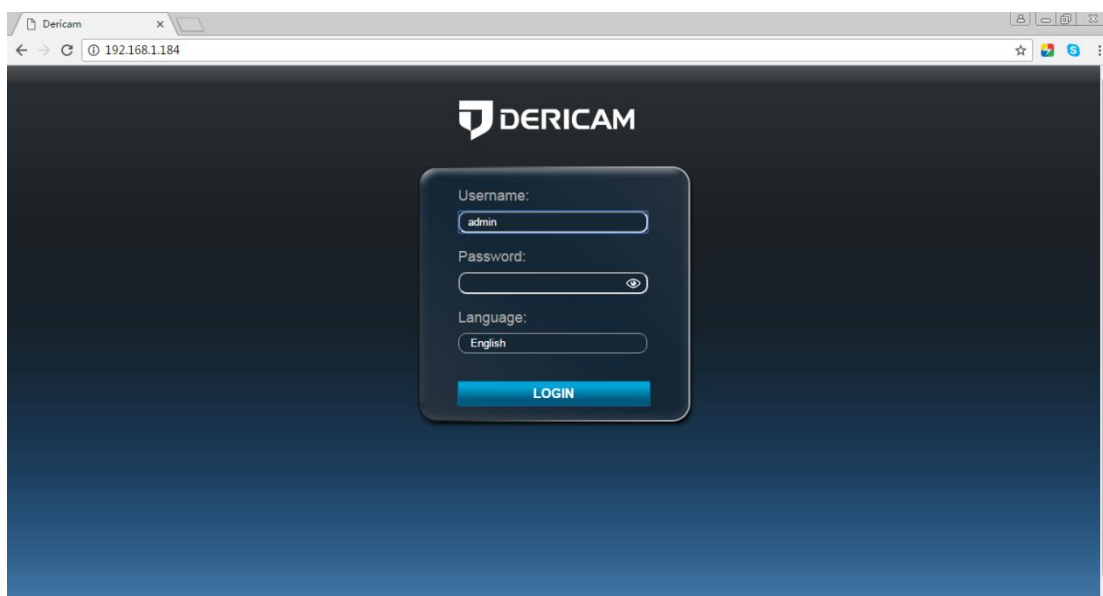 Dericam
192.168.1.184
DERICAM
Username:
admin
Password:
Language:
English
LOGIN